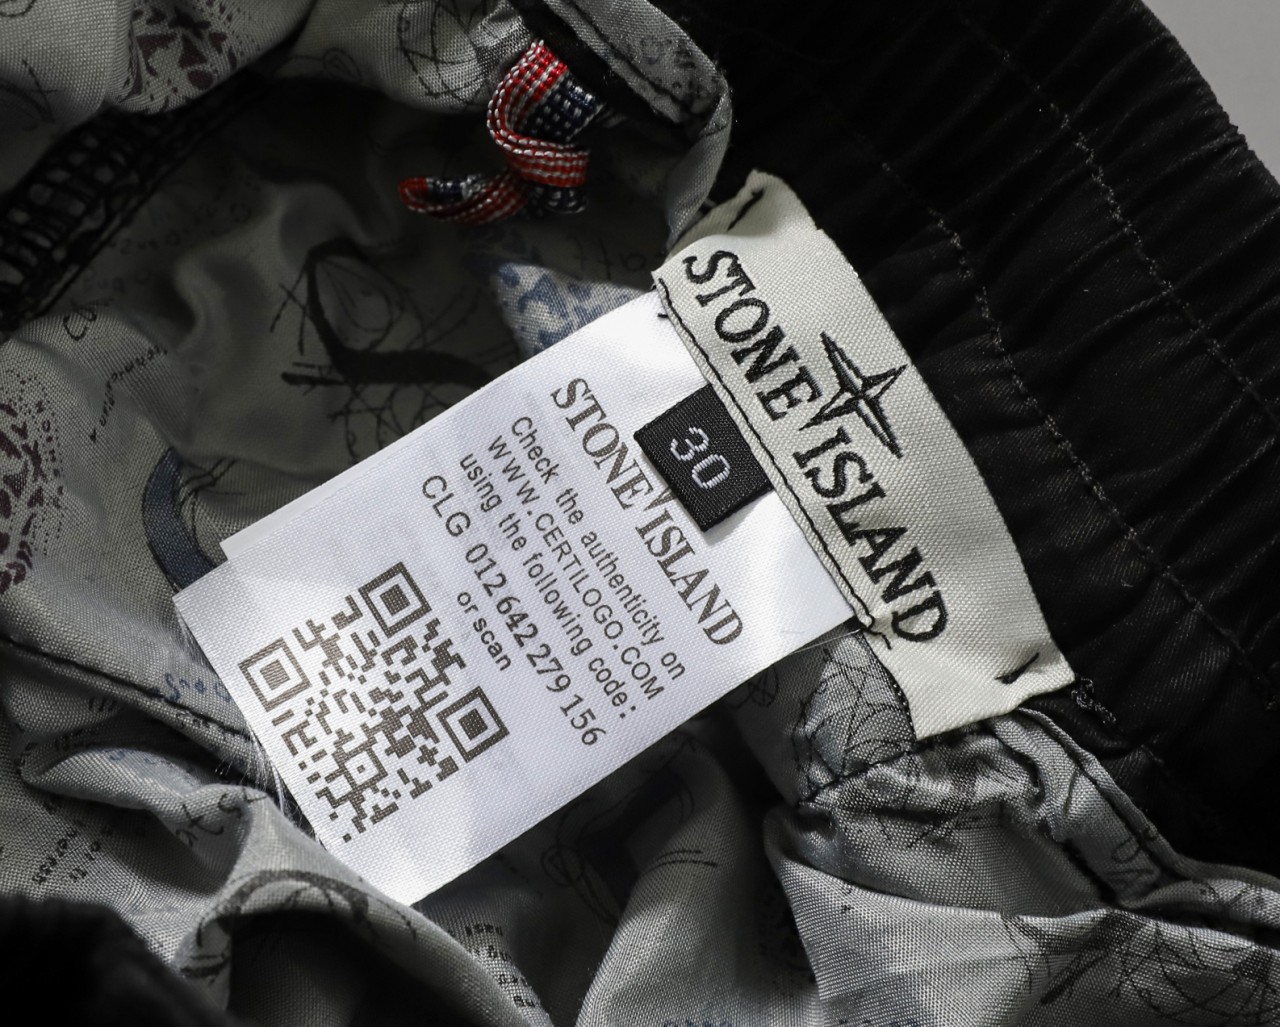 STONE ISLAND
30
STONE ISLAND
Check the authenticity on
WWW.CERTILOGO.COM
using the following code:
CLG 012 642 279 156
or scan